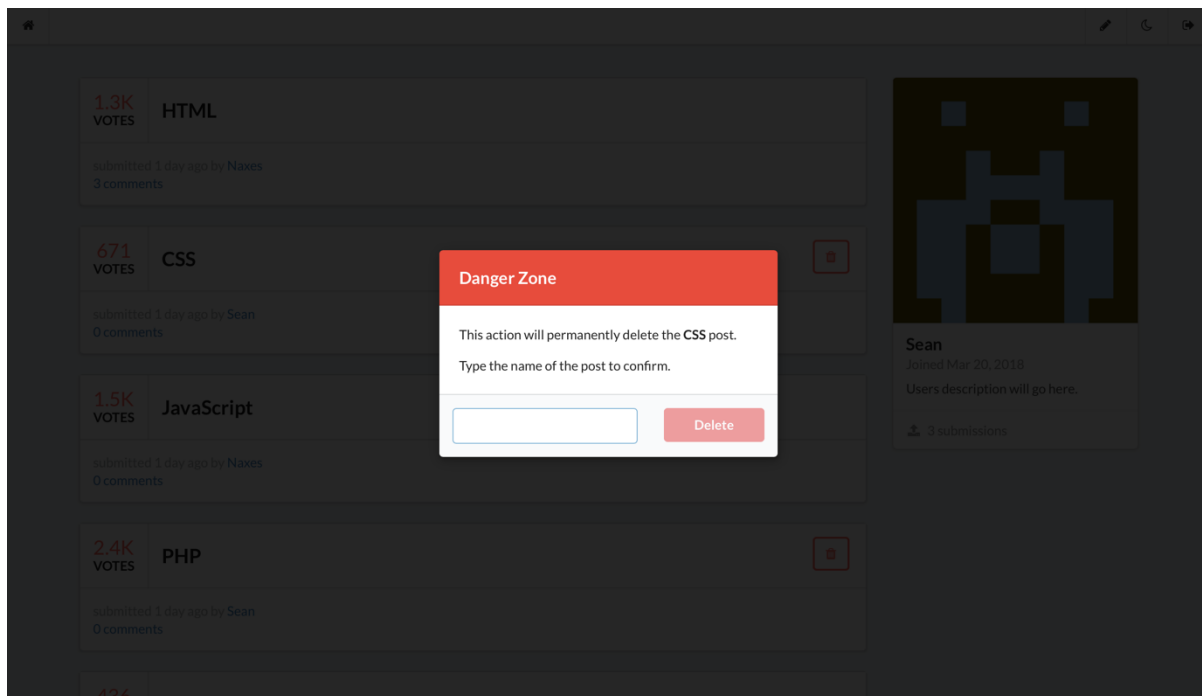 1.3K
VOTES
HTML
submitted 1 day ago by Naxes
3 comments
671
VOTES
CSS
submitted 1 day ago by Sean
0 comments
Danger Zone
This action will permanently delete the CSS post.
Type the name of the post to confirm.
Delete
1.5K
VOTES
JavaScript
submitted 1 day ago by Naxes
0 comments
2.4K
VOTES
PHP
submitted 1 day ago by Sean
0 comments
Sean
Joined Mar 20, 2018
Users description will go here.
3 submissions